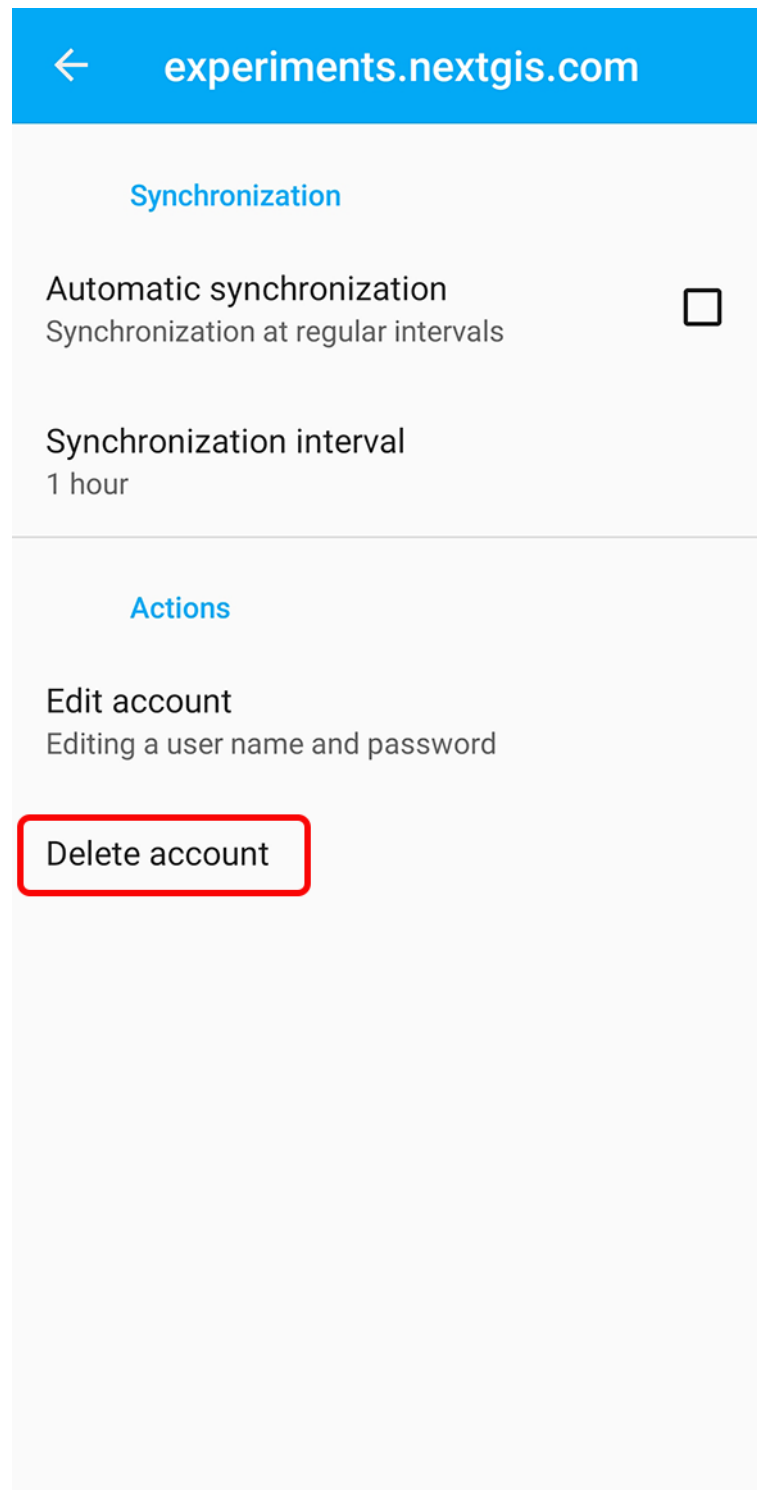 experiments.nextgis.com
Synchronization
Automatic synchronization
Synchronization at regular intervals
Synchronization interval
1 hour
Actions
Edit account
Editing a user name and password
Delete account